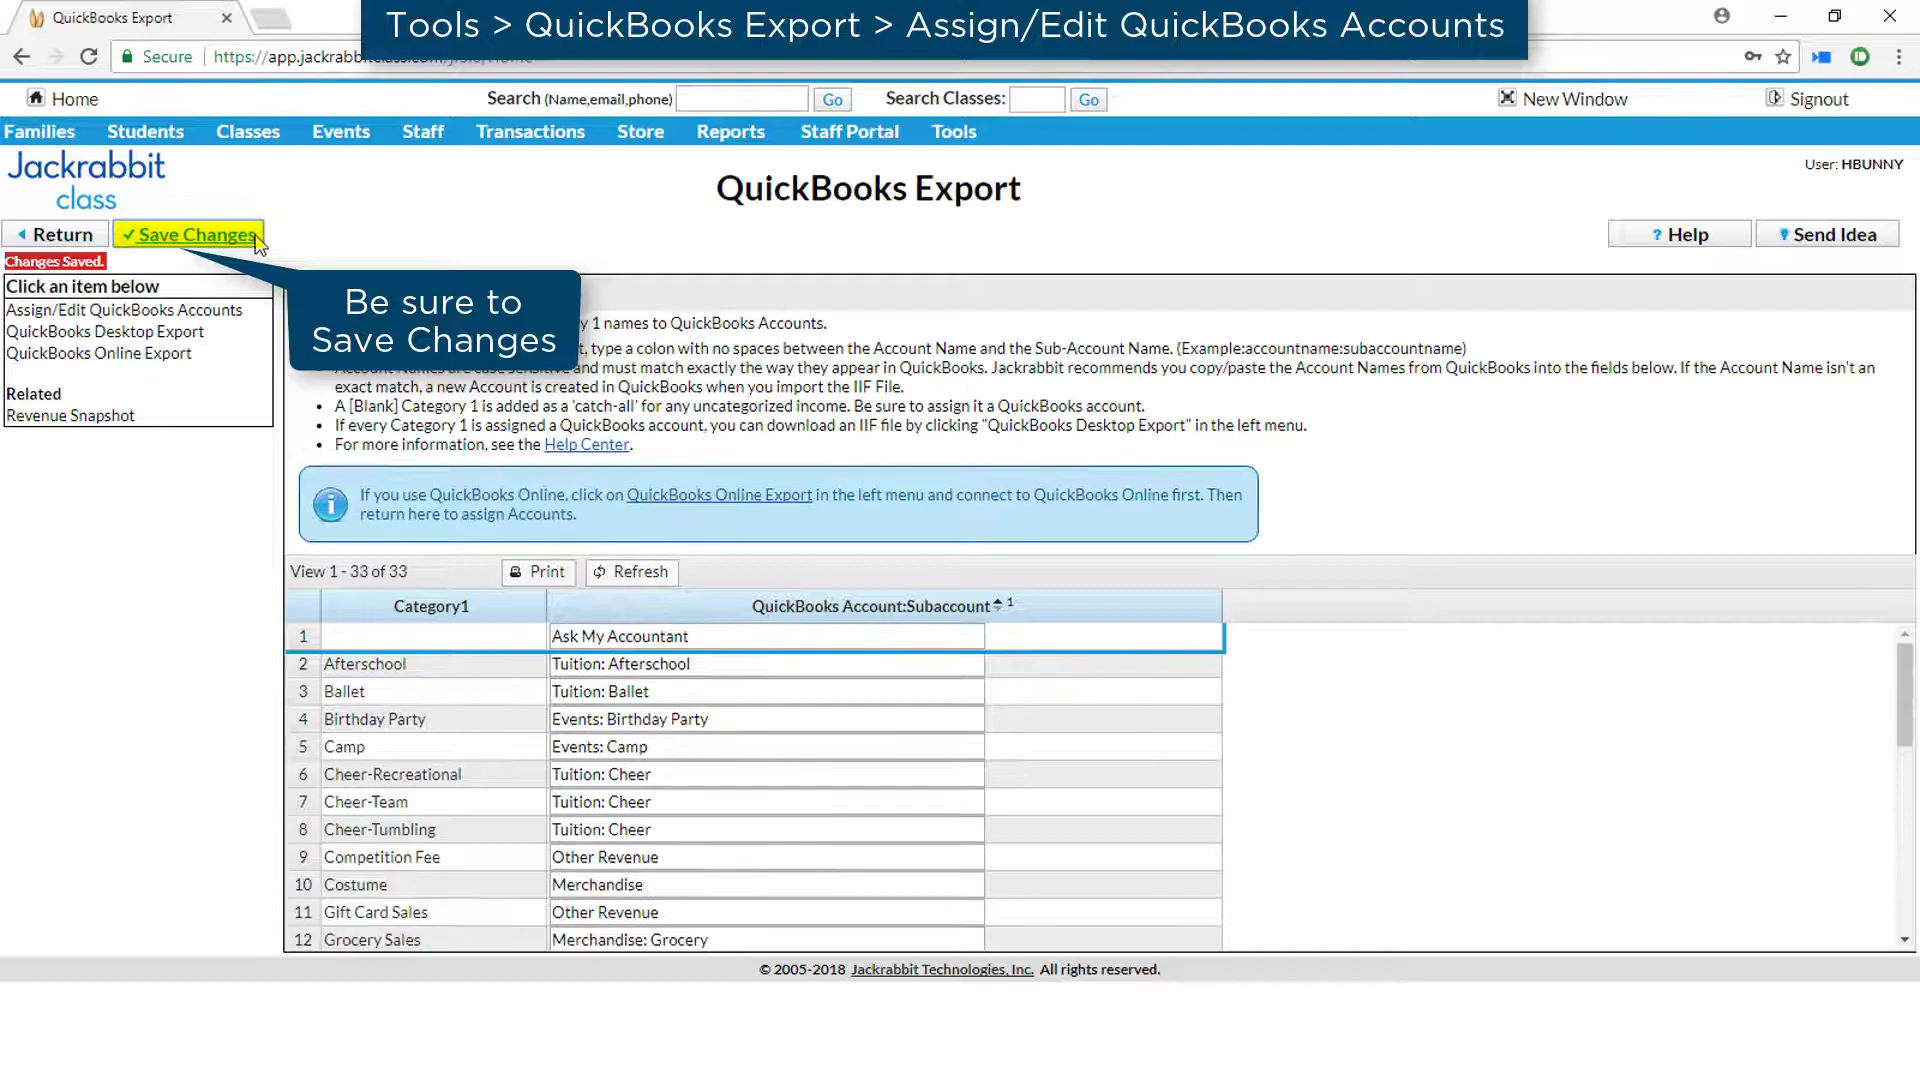 QuickBooks Export
Tools > QuickBooks Export > Assign/Edit QuickBooks Accounts
Secure https://app.jackrabbitclass.com/
Home
Search (Name,email,phone) Go
Search Classes: Go
New Window
Signout
Families Students Classes Events Staff Transactions Store Reports Staff Portal Tools
Jackrabbit
class
User: HBUNNY
QuickBooks Export
Return
Save Changes
Help
Send Idea
Changes Saved.
Click an item below
Assign/Edit QuickBooks Accounts
QuickBooks Desktop Export
QuickBooks Online Export
Related
Revenue Snapshot
Be sure to
Save Changes
y 1 names to QuickBooks Accounts.
t, type a colon with no spaces between the Account Name and the Sub-Account Name. (Example:accountname:subaccountname)
Account Names are case sensitive and must match exactly the way they appear in QuickBooks. Jackrabbit recommends you copy/paste the Account Names from QuickBooks into the fields below. If the Account Name isn't an
exact match, a new Account is created in QuickBooks when you import the IIF File.
• A [Blank] Category 1 is added as a 'catch-all' for any uncategorized income. Be sure to assign it a QuickBooks account.
• If every Category 1 is assigned a QuickBooks account, you can download an IIF file by clicking "QuickBooks Desktop Export" in the left menu.
• For more information, see the Help Center.
If you use QuickBooks Online, click on QuickBooks Online Export in the left menu and connect to QuickBooks Online first. Then
return here to assign Accounts.
View 1 - 33 of 33 Print Refresh
Category1 QuickBooks Account:Subaccount 1
1 Ask My Accountant
2 Afterschool Tuition: Afterschool
3 Ballet Tuition: Ballet
4 Birthday Party Events: Birthday Party
5 Camp Events: Camp
6 Cheer-Recreational Tuition: Cheer
7 Cheer-Team Tuition: Cheer
8 Cheer-Tumbling Tuition: Cheer
9 Competition Fee Other Revenue
10 Costume Merchandise
11 Gift Card Sales Other Revenue
12 Grocery Sales Merchandise: Grocery
© 2005-2018 Jackrabbit Technologies, Inc. All rights reserved.